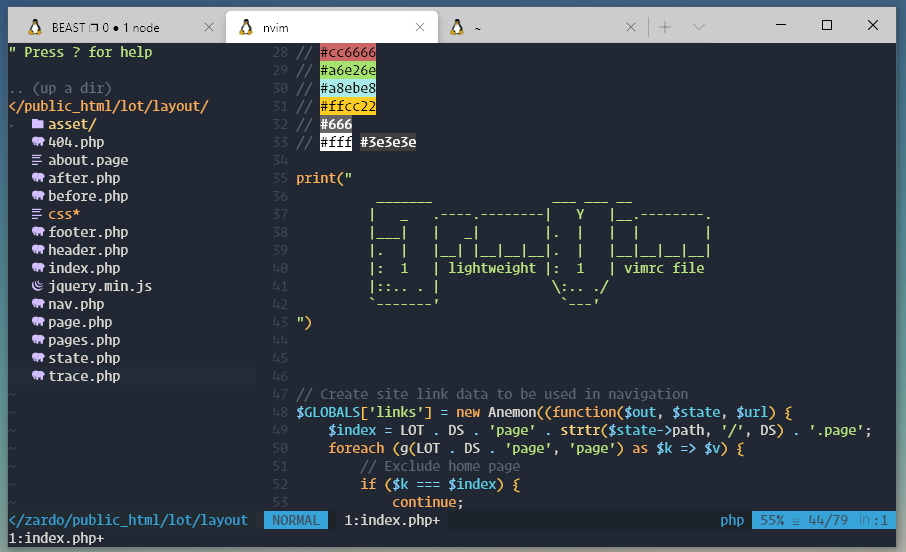 BEAST ❐ 0 ● 1 node
nvim
~
" Press ? for help
.. (up a dir)
</public_html/lot/layout/
asset/
404.php
about.page
after.php
before.php
css*
footer.php
header.php
index.php
jquery.min.js
nav.php
page.php
pages.php
state.php
trace.php
~
~
~
~
~
~
~
</zardo/public_html/lot/layout
28 // #cc6666
29 // #a6e26e
30 // #a8ebe8
31 // #ffcc22
32 // #666
33 // #fff #3e3e3e
34
35 print("
36           _______               ___ ___ __
37          |   _   .----.--------|   Y   |__.--------.
38          |___|   |   _|        |.  |   |  |        |
39          |.  |   |__| |__|__|__|.  |   |__|__|__|__|
40          |:  1   | lightweight |:  1   | vimrc file
41          |::.. . |              \:.. ./
42          `-------'               `---'
43 ")
44
45
46
47 // Create site link data to be used in navigation
48 $GLOBALS['links'] = new Anemon((function($out, $state, $url) {
49     $index = LOT . DS . 'page' . strtr($state->path, '/', DS) . '.page';
50     foreach (g(LOT . DS . 'page', 'page') as $k => $v) {
51         // Exclude home page
52         if ($k === $index) {
53             continue;
NORMAL 1:index.php+ php 55% ≡ 44/79 ㏑:1
1:index.php+